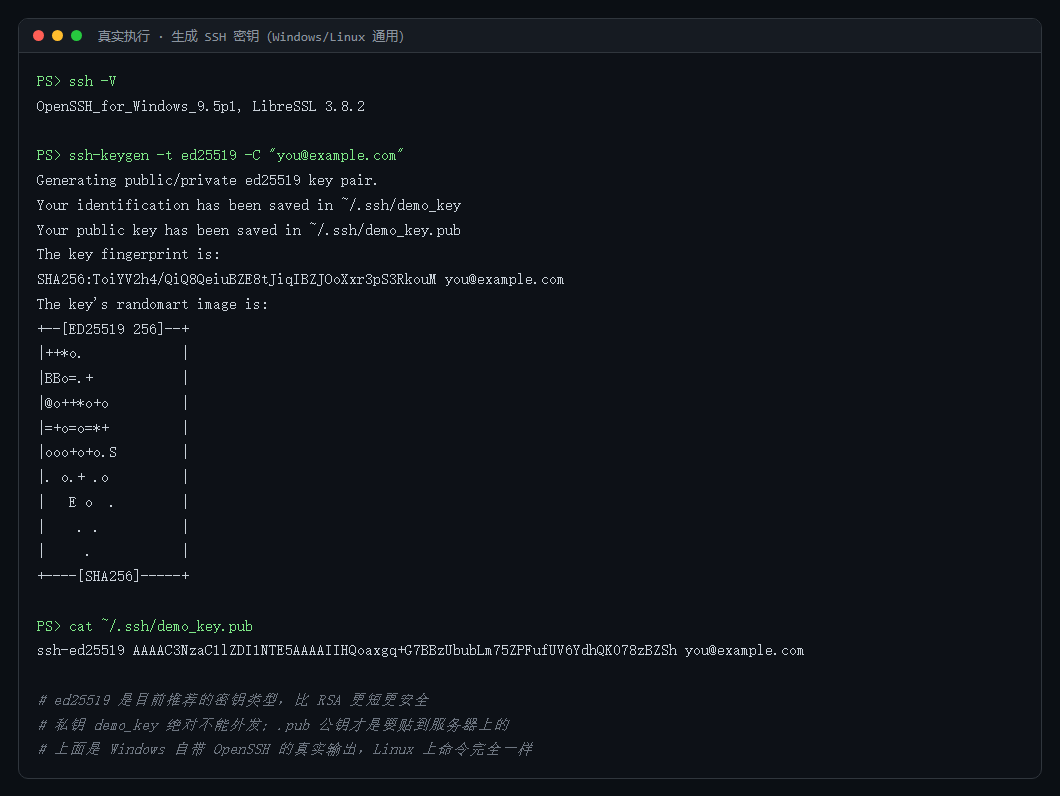 真实执行 · 生成 SSH 密钥 (Windows/Linux 通用)
PS> ssh -V
OpenSSH_for_Windows_9.5p1, LibreSSL 3.8.2
PS> ssh-keygen -t ed25519 -C "you@example.com"
Generating public/private ed25519 key pair.
Your identification has been saved in ~/.ssh/demo_key
Your public key has been saved in ~/.ssh/demo_key.pub
The key fingerprint is:
SHA256:ToiYV2h4/QiQ8QeiuBZE8tJiqIBZJOoXxr3pS3RkouM you@example.com
The key's randomart image is:
+--[ED25519 256]--+
|++*o.            |
|BBo=.+           |
|@o++*o+o         |
|=+o=o=*+         |
|ooo+o+o.S        |
|. o.+ .o         |
|   E o  .        |
|    . .          |
|     .           |
+----[SHA256]-----+
PS> cat ~/.ssh/demo_key.pub
ssh-ed25519 AAAAC3NzaC1lZDI1NTE5AAAAIIHQoaxgq+G7BBzUbubLm75ZPFufUV6YdhQK078zBZSh you@example.com
# ed25519 是目前推荐的密钥类型，比 RSA 更短更安全
# 私钥 demo_key 绝对不能外发；.pub 公钥才是要贴到服务器上的
# 上面是 Windows 自带 OpenSSH 的真实输出，Linux 上命令完全一样